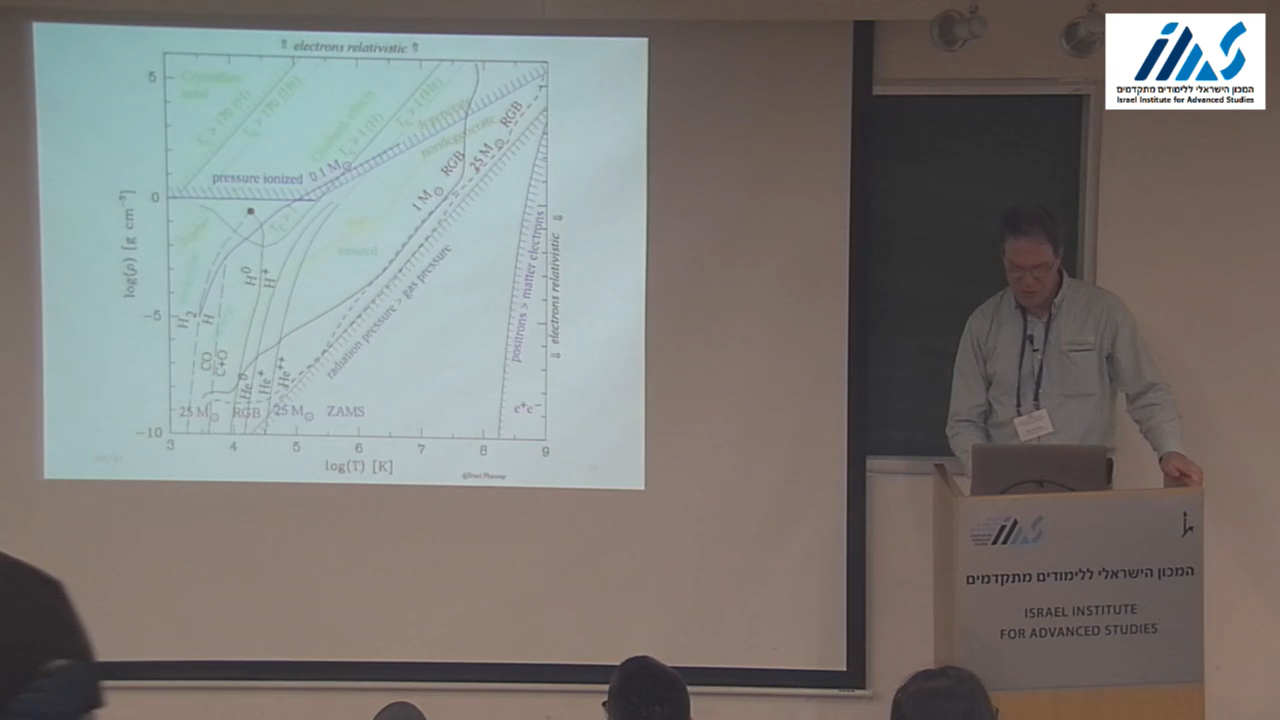 ⇑ electrons relativistic ⇑
5
0
−5
−10
log(ρ) [g cm⁻³]
3
4
5
6
7
8
9
log(T) [K]
pressure ionized
0.1 M⊙
nondegenerate
1 M⊙ RGB
25 M⊙ RGB
ionized
H⁰
H⁺
H₂
H
CO
C+O
He⁰
He⁺
He⁺⁺
radiation pressure > gas pressure
positrons > matter electrons
⇓ electrons relativistic ⇓
e⁺e⁻
25 M⊙ RGB
25 M⊙ ZAMS
המכון הישראלי ללימודים מתקדמים
Israel Institute for Advanced Studies
המכון הישראלי ללימודים מתקדמים
ISRAEL INSTITUTE
FOR ADVANCED STUDIES